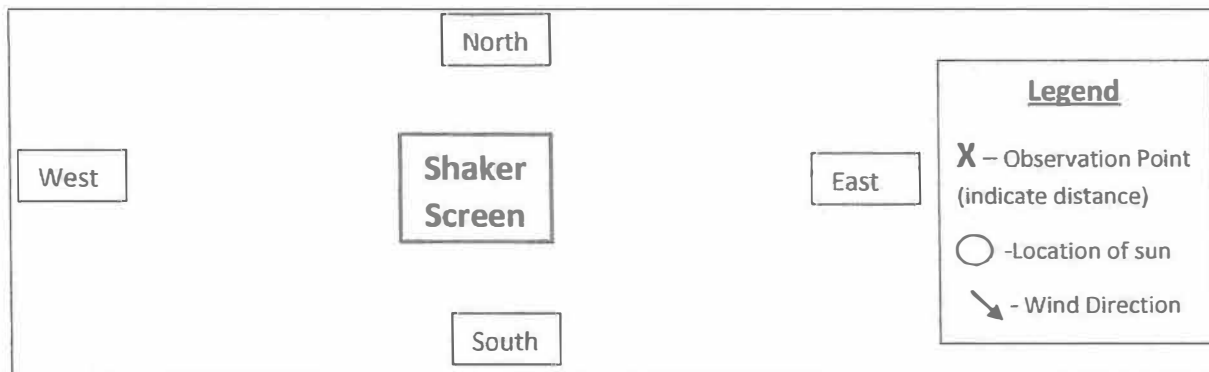 North
Legend
X – Observation Point
(indicate distance)
West
Shaker
Screen
East
-Location of sun
- Wind Direction
South